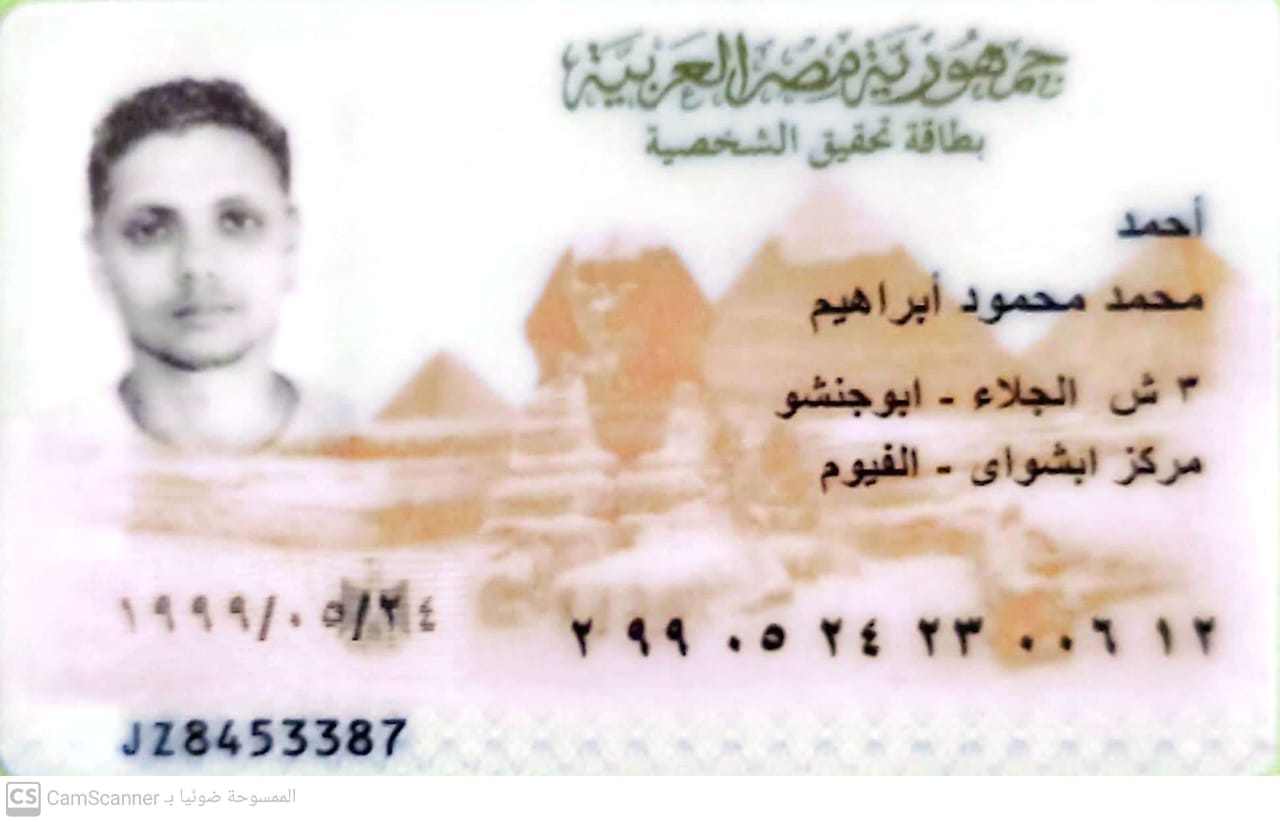 جمهورية مصر العربية
بطاقة تحقيق الشخصية
أحمد
محمد محمود أبراهيم
٣ ش الجلاء - ابوجنشو
مركز ابشواى - الفيوم
١٩٩٩/٠٥/٢٤
٢ ٩٩ ٠٥ ٢٤ ٢٣ ٠٠٦ ١٢
JZ8453387
CS CamScanner الممسوحة ضوئيا بـ